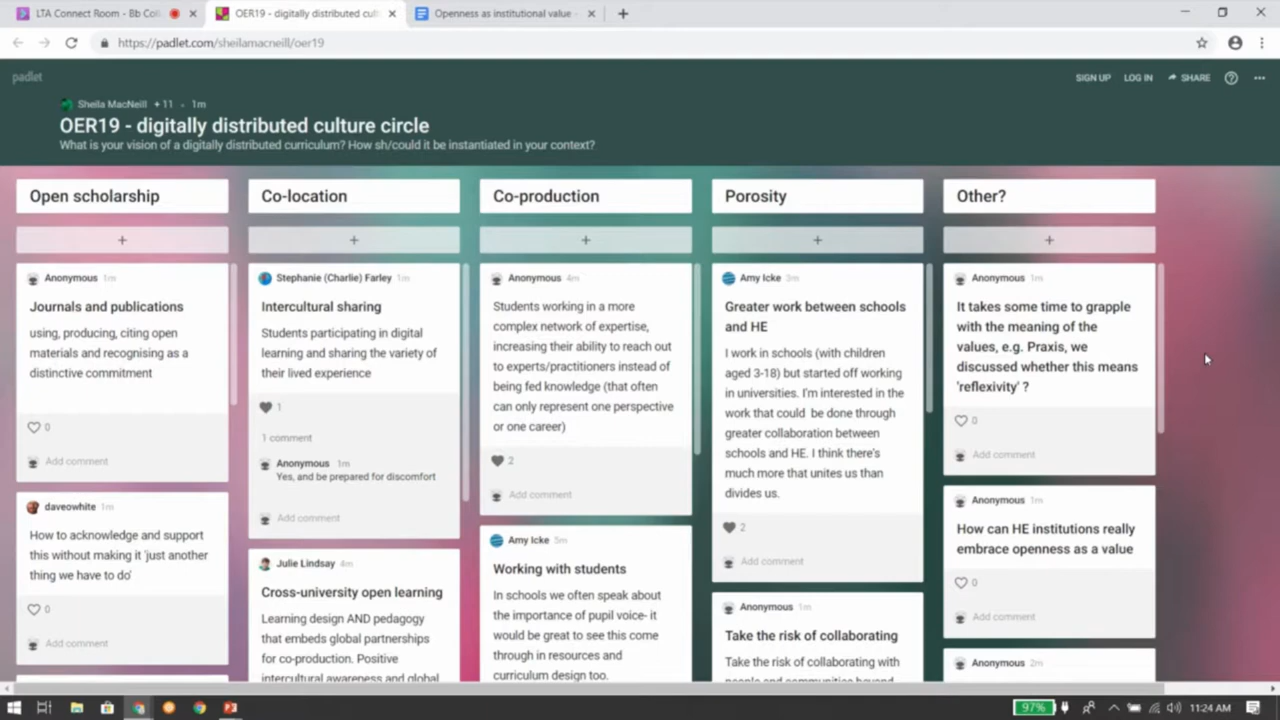 LTA Connect Room - Bb Coll
OER19 - digitally distributed cult
Openness as institutional value -
https://padlet.com/sheilamacneill/oer19
padlet
SIGN UP
LOG IN
SHARE
Sheila MacNeill +11 1m
OER19 - digitally distributed culture circle
What is your vision of a digitally distributed curriculum? How sh/could it be instantiated in your context?
Open scholarship
+
Anonymous 1m
Journals and publications
using, producing, citing open
materials and recognising as a
distinctive commitment
0
Add comment
daveowhite 1m
How to acknowledge and support
this without making it 'just another
thing we have to do'
0
Add comment
Co-location
+
Stephanie (Charlie) Farley 1m
Intercultural sharing
Students participating in digital
learning and sharing the variety of
their lived experience
1
1 comment
Anonymous 1m
Yes, and be prepared for discomfort
Add comment
Julie Lindsay 4m
Cross-university open learning
Learning design AND pedagogy
that embeds global partnerships
for co-production. Positive
intercultural awareness and global
Co-production
+
Anonymous 4m
Students working in a more
complex network of expertise,
increasing their ability to reach out
to experts/practitioners instead of
being fed knowledge (that often
can only represent one perspective
or one career)
2
Add comment
Amy Icke 5m
Working with students
In schools we often speak about
the importance of pupil voice- it
would be great to see this come
through in resources and
curriculum design too.
Porosity
+
Amy Icke 3m
Greater work between schools
and HE
I work in schools (with children
aged 3-18) but started off working
in universities. I'm interested in the
work that could be done through
greater collaboration between
schools and HE. I think there's
much more that unites us than
divides us.
2
Add comment
Anonymous 1m
Take the risk of collaborating
Take the risk of collaborating with
people and communities beyond
Other?
+
Anonymous 1m
It takes some time to grapple
with the meaning of the
values, e.g. Praxis, we
discussed whether this means
'reflexivity' ?
0
Add comment
Anonymous 1m
How can HE institutions really
embrace openness as a value
0
Add comment
Anonymous 2m
97%
11:24 AM